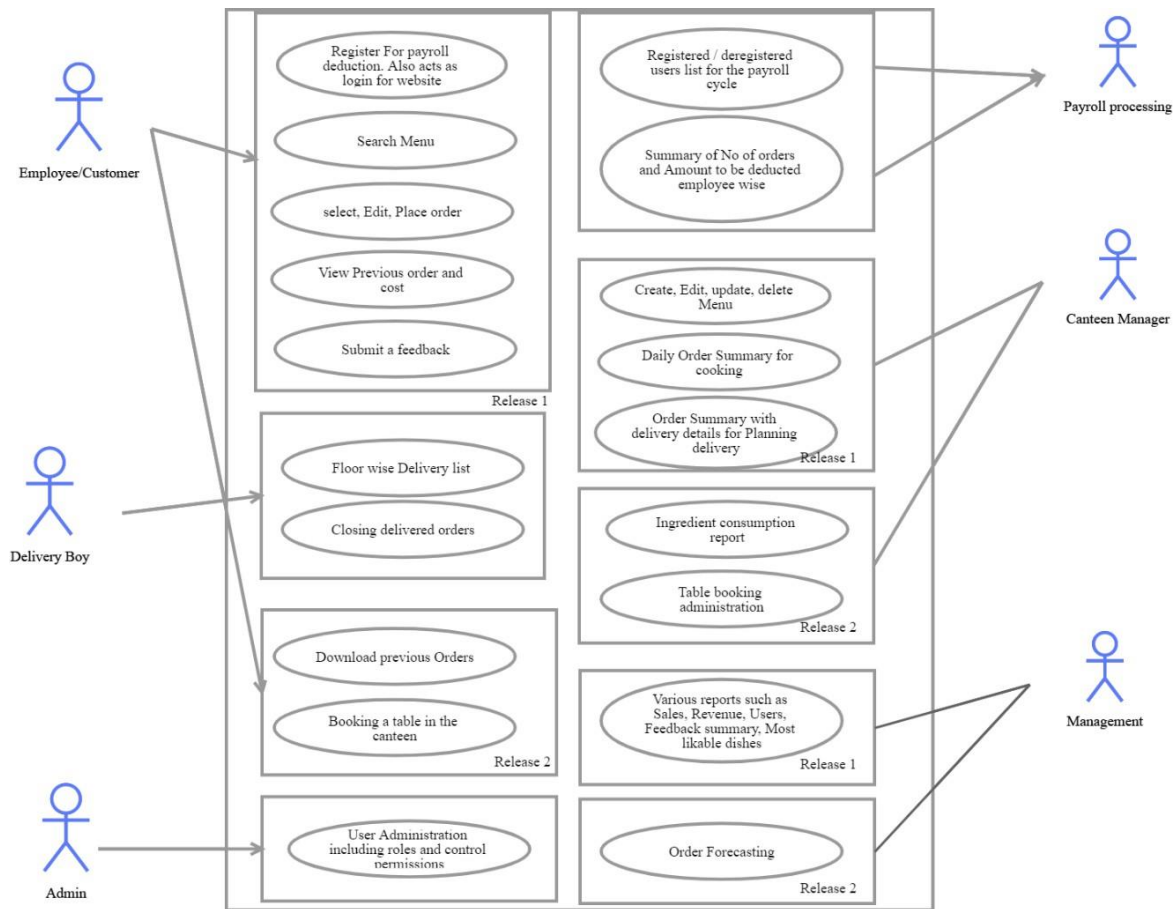 Register For payroll
deduction. Also acts as
login for website
Search Menu
select, Edit, Place order
View Previous order and
cost
Submit a feedback
Release 1
Employee/Customer
Floor wise Delivery list
Closing delivered orders
Delivery Boy
Download previous Orders
Booking a table in the
canteen
Release 2
User Administration
including roles and control
permissions
Admin
Registered / deregistered
users list for the payroll
cycle
Summary of No of orders
and Amount to be deducted
employee wise
Payroll processing
Create, Edit, update, delete
Menu
Daily Order Summary for
cooking
Order Summary with
delivery details for Planning
delivery
Release 1
Canteen Manager
Ingredient consumption
report
Table booking
administration
Release 2
Various reports such as
Sales, Revenue, Users,
Feedback summary, Most
likable dishes
Release 1
Management
Order Forecasting
Release 2